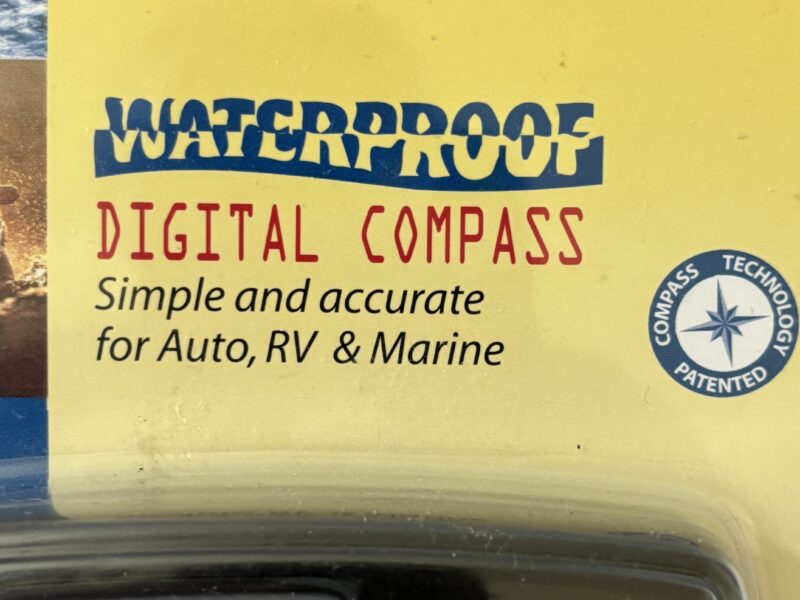 WATERPROOF
DIGITAL COMPASS
Simple and accurate
for Auto, RV & Marine
COMPASS TECHNOLOGY
PATENTED